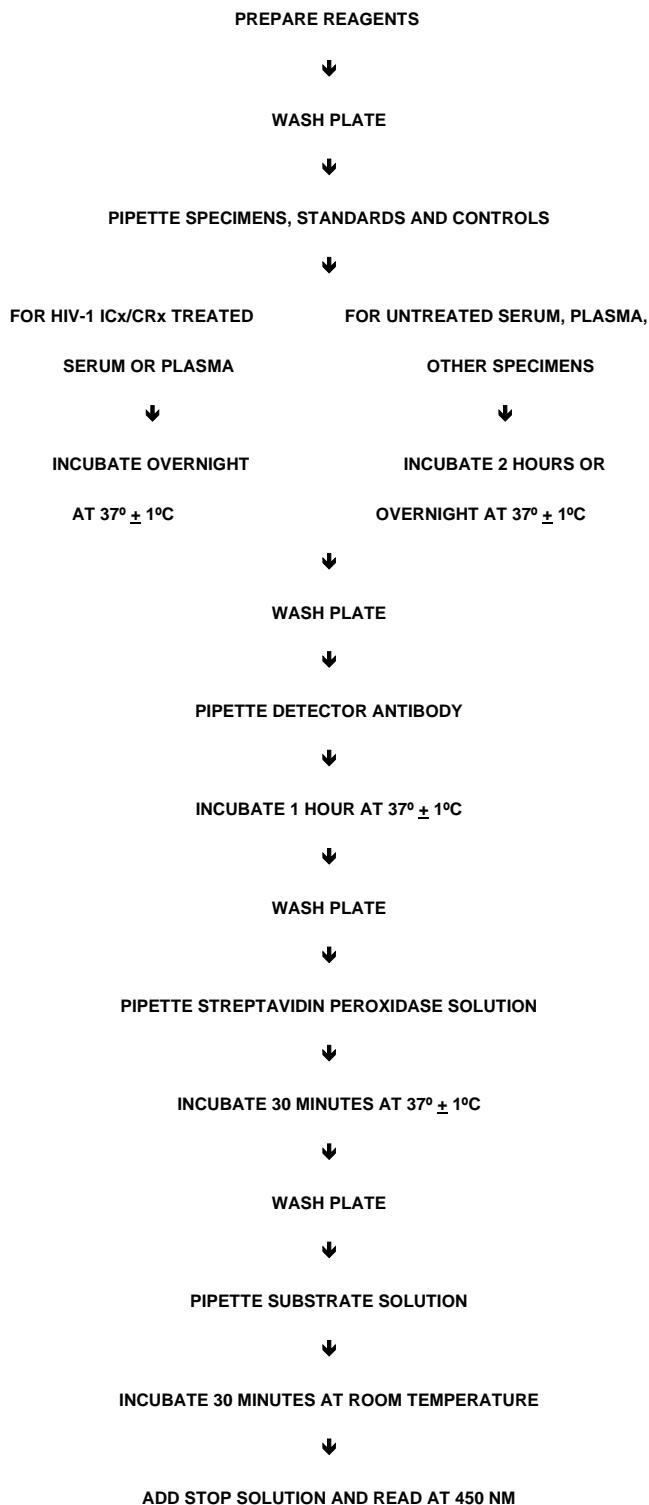 PREPARE REAGENTS
WASH PLATE
PIPETTE SPECIMENS, STANDARDS AND CONTROLS
FOR HIV-1 ICx/CRx TREATED
SERUM OR PLASMA
INCUBATE OVERNIGHT
AT 37º + 1ºC
FOR UNTREATED SERUM, PLASMA,
OTHER SPECIMENS
INCUBATE 2 HOURS OR
OVERNIGHT AT 37º + 1ºC
WASH PLATE
PIPETTE DETECTOR ANTIBODY
INCUBATE 1 HOUR AT 37º + 1ºC
WASH PLATE
PIPETTE STREPTAVIDIN PEROXIDASE SOLUTION
INCUBATE 30 MINUTES AT 37º + 1ºC
WASH PLATE
PIPETTE SUBSTRATE SOLUTION
INCUBATE 30 MINUTES AT ROOM TEMPERATURE
ADD STOP SOLUTION AND READ AT 450 NM